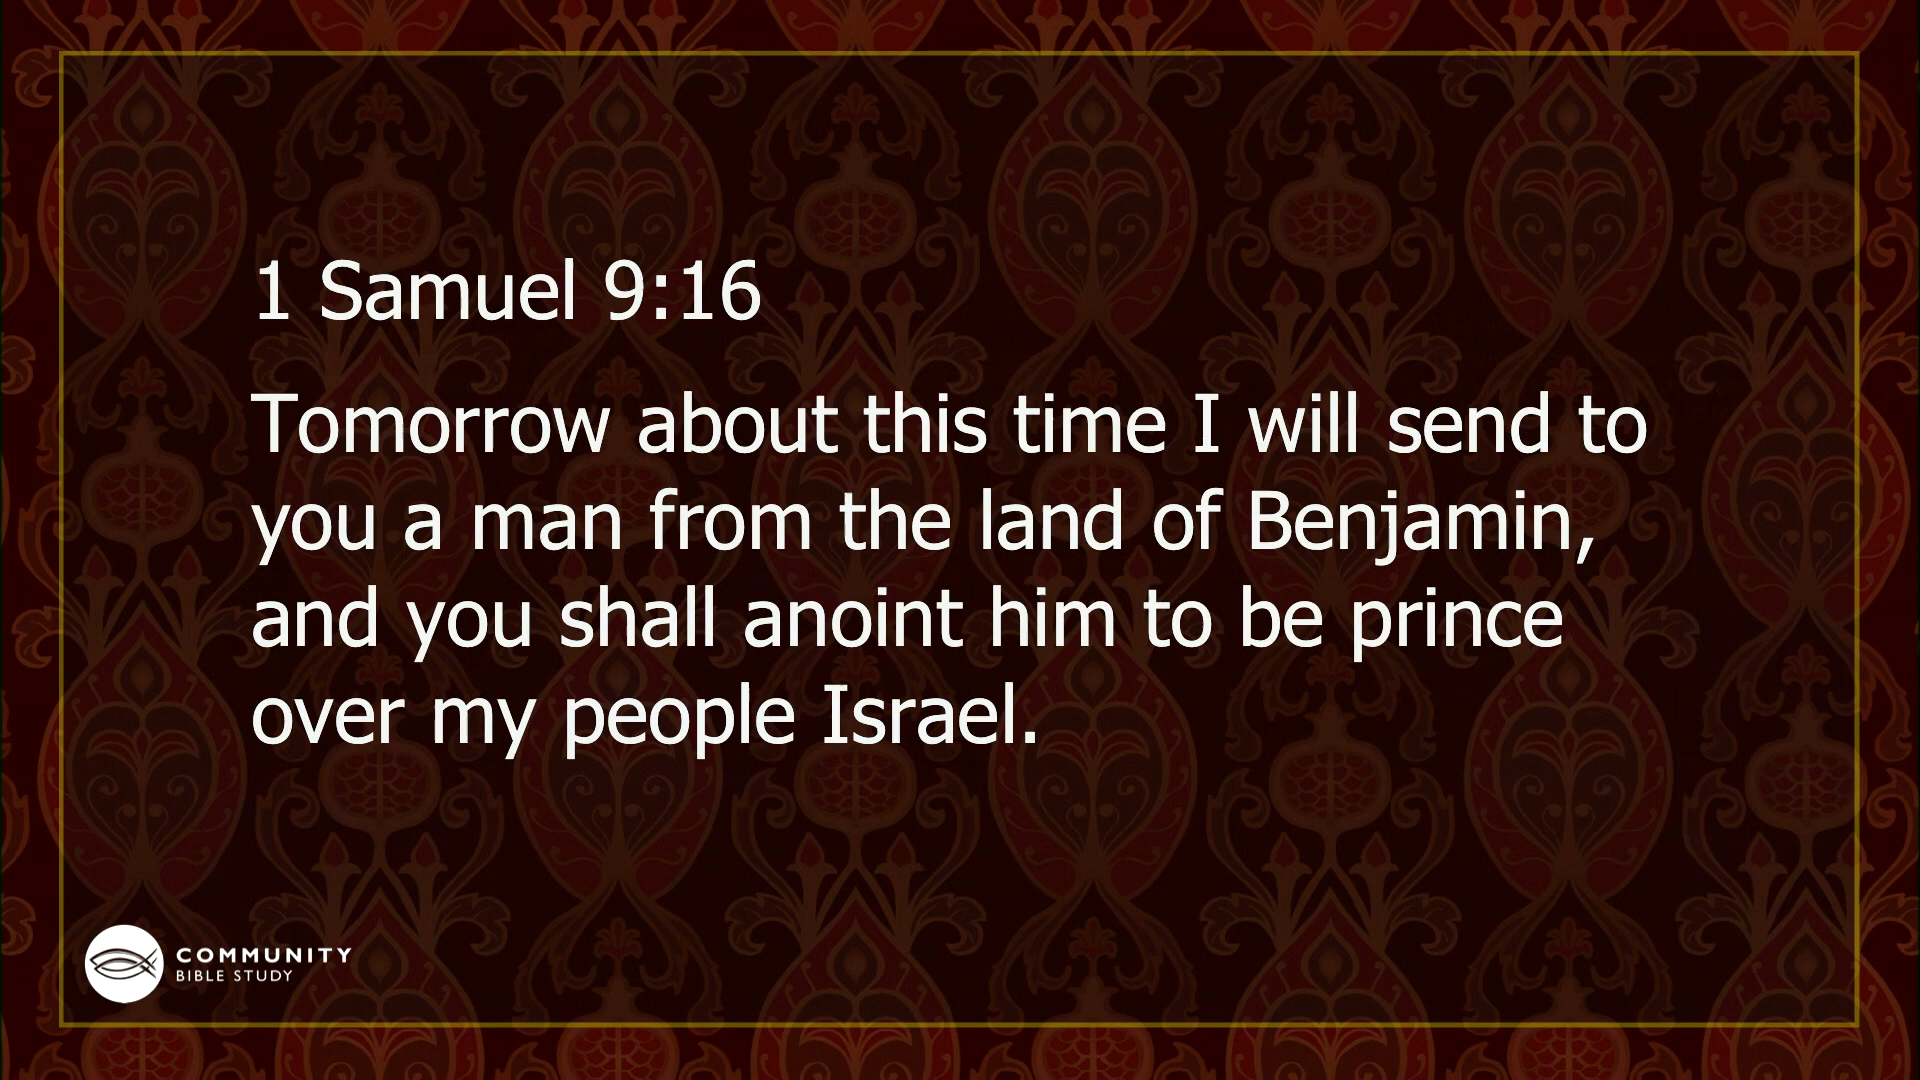 1 Samuel 9:16
Tomorrow about this time I will send to
you a man from the land of Benjamin,
and you shall anoint him to be prince
over my people Israel.
COMMUNITY
BIBLE STUDY